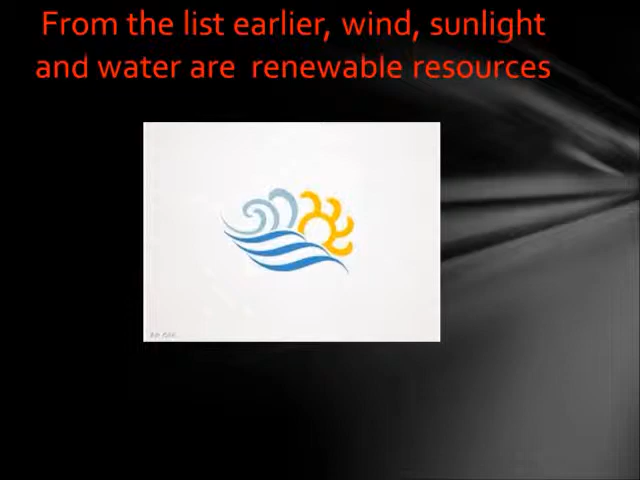 From the list earlier, wind, sunlight
and water are renewable resources